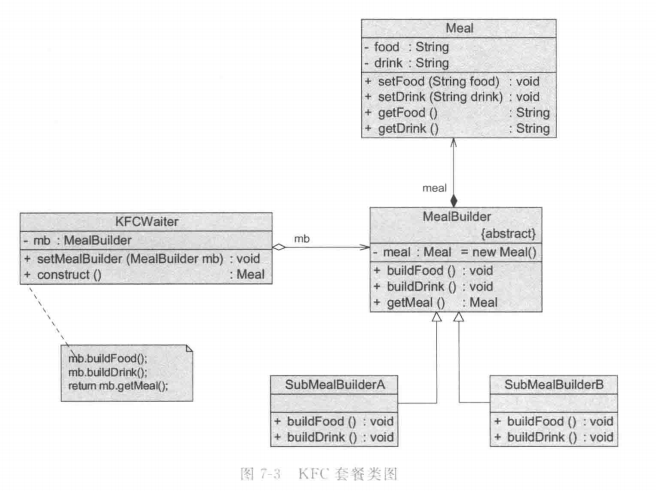 Meal
- food : String
- drink : String
+ setFood (String food) : void
+ setDrink (String drink) : void
+ getFood () : String
+ getDrink () : String
meal
KFCWaiter
- mb : MealBuilder
+ setMealBuilder (MealBuilder mb) : void
+ construct () : Meal
mb
MealBuilder
{abstract}
- meal : Meal = new Meal()
+ buildFood () : void
+ buildDrink () : void
+ getMeal () : Meal
mb.buildFood();
mb.buildDrink();
return mb.getMeal();
SubMealBuilderA
+ buildFood () : void
+ buildDrink () : void
SubMealBuilderB
+ buildFood () : void
+ buildDrink () : void
图 7-3 KFC 套餐类图